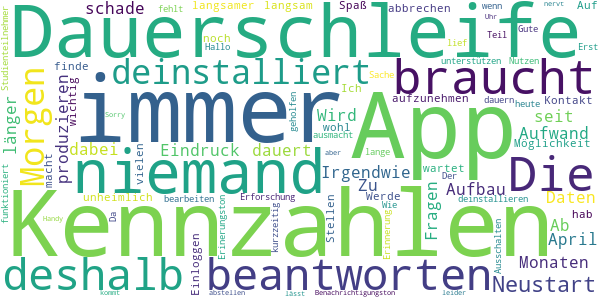 Dauerschleife
immer
App
Kennzahlen
niemand
Die
braucht
deshalb
beantworten
deinstalliert
Morgen
Neustart
produzieren
Eindruck
dauert
dabei
länger
schade
langsamer
langsam
Spaß
abbrechen
noch
fehlt
wenn
nervt
Auf
Uhr
Gute
Teil
Erst
Hallo
lief
unterstützen
Nutzen
Sache
Studienteilnehmer
finde
wichtig
geholfen
Ich
aufzunehmen
dauern
heute
Kontakt
seit
Wird
wohl
ausmacht
Aufwand
Möglichkeit
vielen
macht
Sorry
aber
lange
wartet
Irgendwie
Zu
Fragen
Der
Aufbau
deinstallieren
Daten
funktioniert
unheimlich
bearbeiten
Erforschung
Werde
Wie
hab
Ab
April
Monaten
Handy
Da
Einloggen
Erinnerungston
kurzzeitig
Stellen
Erinnerung
Ausschalten
kommt
abstellen
lässt
Benachrichtigungston
leider